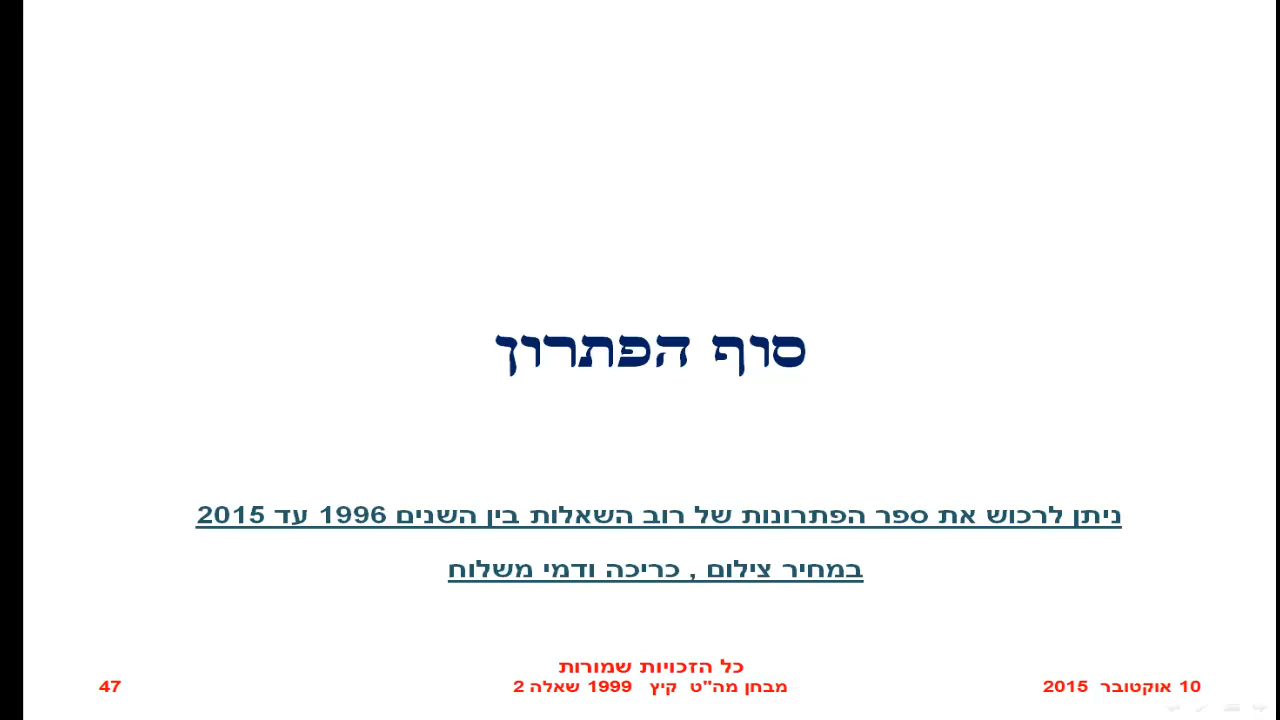 סוף הפתרון
ניתן לרכוש את ספר הפתרונות של רוב השאלות בין השנים 1996 עד 2015
במחיר צילום , כריכה ודמי משלוח
כל הזכויות שמורות
10 אוקטובר 2015
מבחן מה"ט קיץ 1999 שאלה 2
47